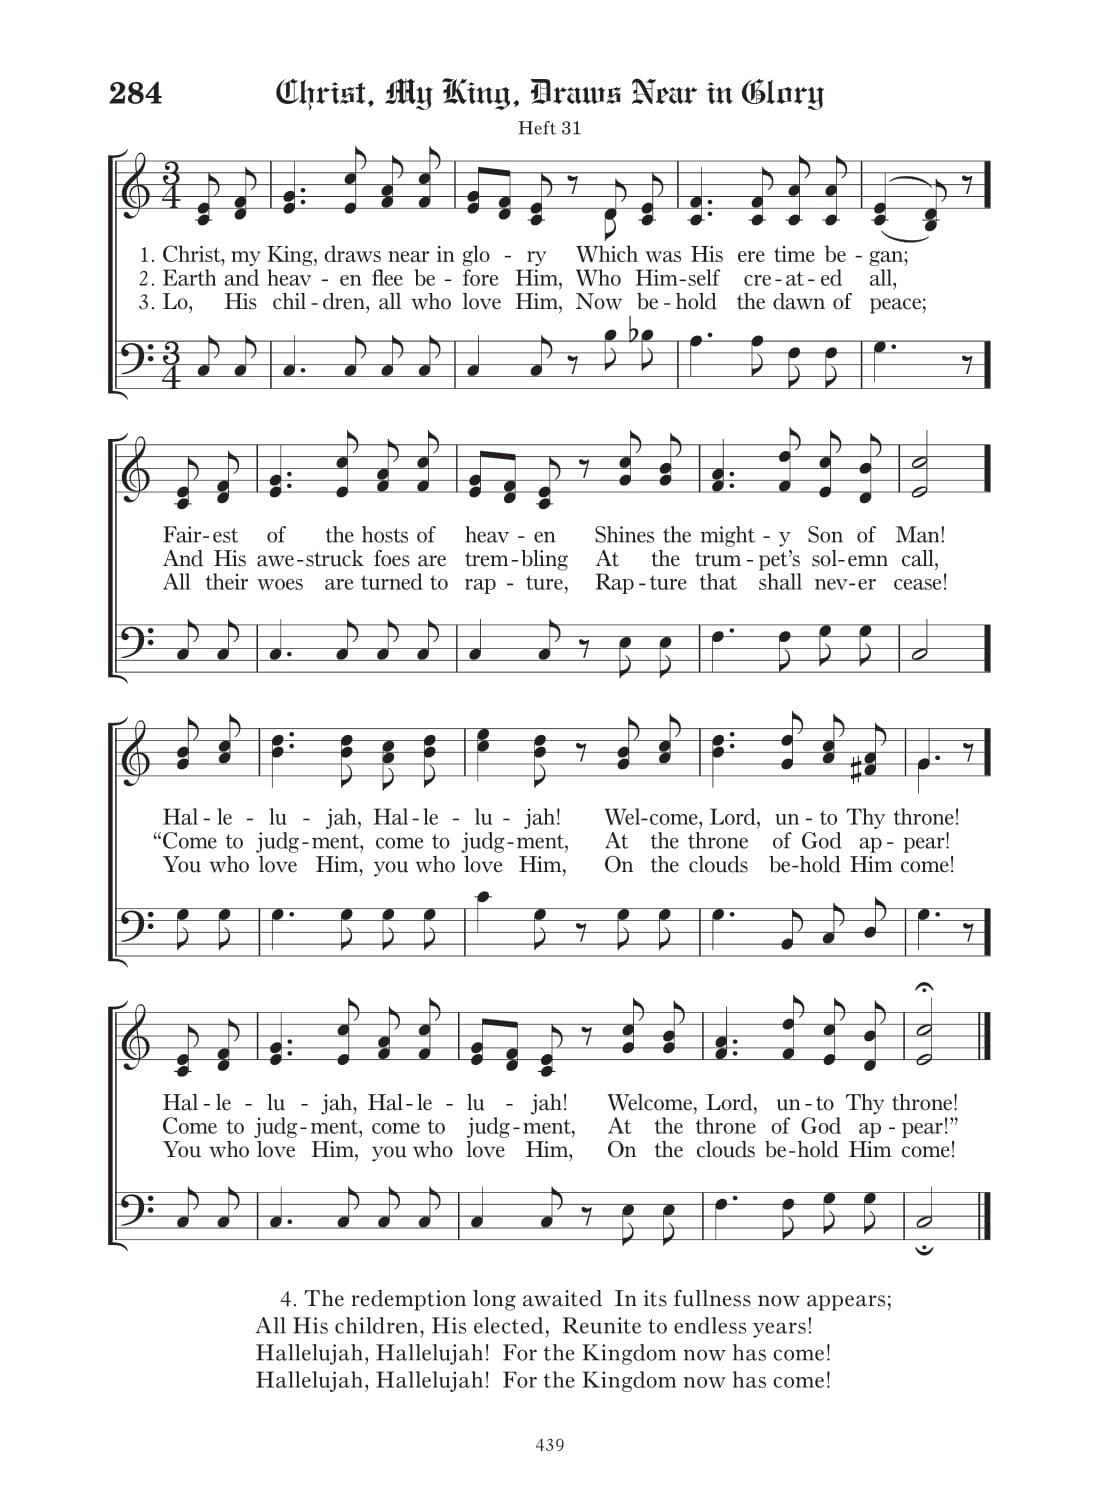 284 Christ, My King, Draws Near in Glory
Heft 31
1. Christ, my King, draws near in glo - ry Which was His ere time be - gan;
2. Earth and heav - en flee be - fore Him, Who Him - self cre - at - ed all,
3. Lo, His chil - dren, all who love Him, Now be - hold the dawn of peace;
Fair - est of the hosts of heav - en Shines the might - y Son of Man!
And His awe - struck foes are trem - bling At the trum - pet's sol - emn call,
All their woes are turned to rap - ture, Rap - ture that shall nev - er cease!
Hal - le - lu - jah, Hal - le - lu - jah! Wel - come, Lord, un - to Thy throne!
“Come to judg - ment, come to judg - ment, At the throne of God ap - pear!
You who love Him, you who love Him, On the clouds be - hold Him come!
Hal - le - lu - jah, Hal - le - lu - jah! Welcome, Lord, un - to Thy throne!
Come to judg - ment, come to judg - ment, At the throne of God ap - pear!”
You who love Him, you who love Him, On the clouds be - hold Him come!
4. The redemption long awaited In its fullness now appears;
All His children, His elected, Reunite to endless years!
Hallelujah, Hallelujah! For the Kingdom now has come!
Hallelujah, Hallelujah! For the Kingdom now has come!
439